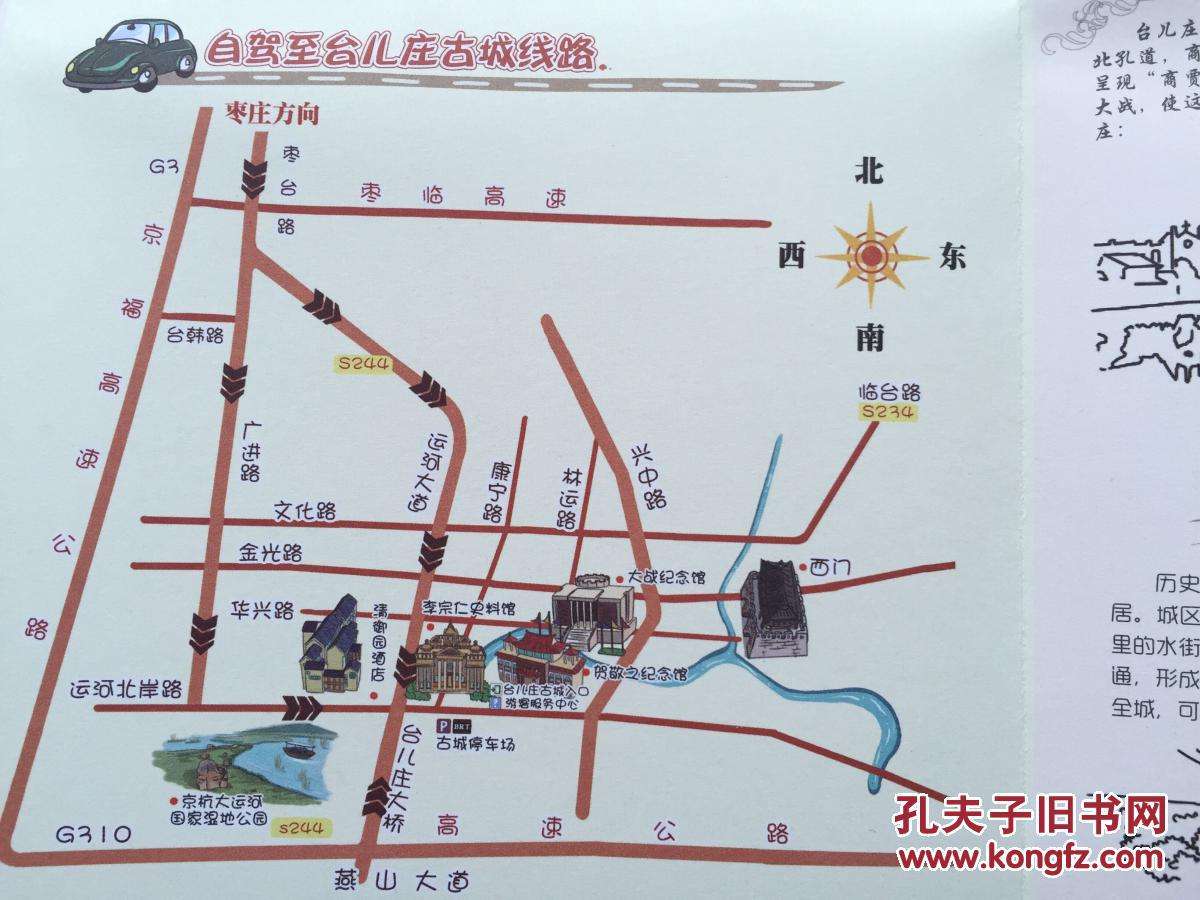 自驾至台儿庄古城线路
枣庄方向
G3
枣台路
枣临高速
京福高速公路
台韩路
S244
北
西
东
南
临台路
S234
广进路
运河大道
康宁路
林运路
兴中路
文化路
金光路
大战纪念馆
西门
华兴路
清御园酒店
李宗仁史料馆
贺敬之纪念馆
运河北岸路
台儿庄古城入口
游客服务中心
P BRT
古城停车场
台儿庄大桥
京杭大运河
国家湿地公园
S244
G310
高速公路
燕山大道
台儿庄
北孔道，商
呈现“商贾
大战，使这
庄：
历史
居。城区
里的水街
通，形成
全城，可
孔夫子旧书网
www.kongfz.com